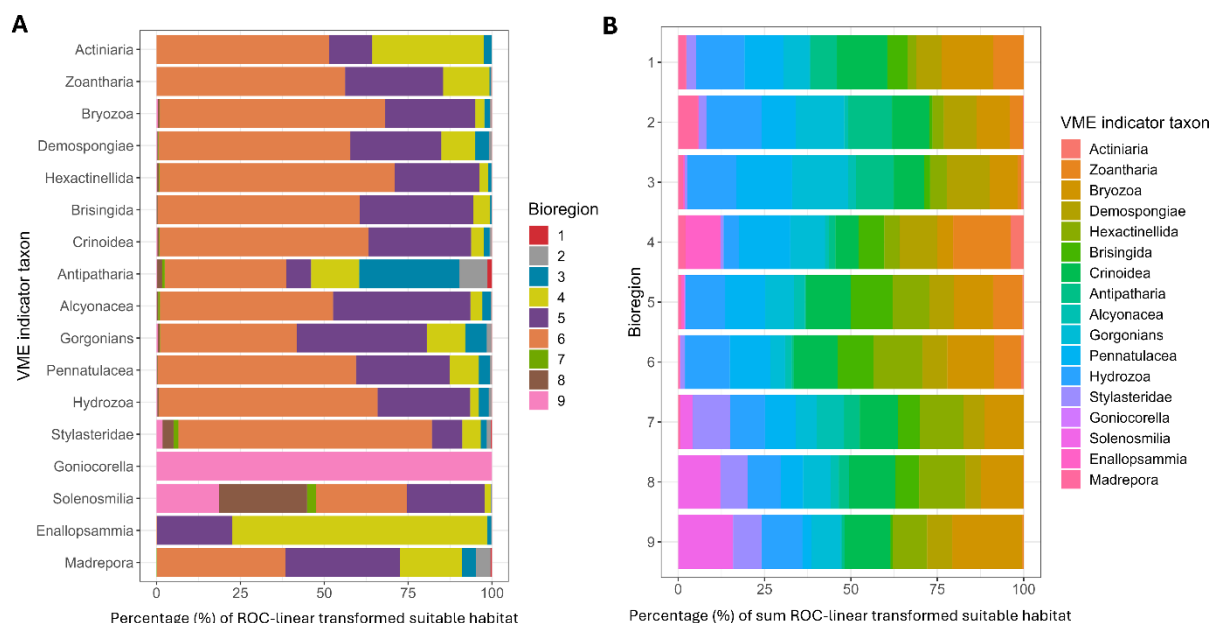 A
VME indicator taxon
Actiniaria
Zoantharia
Bryozoa
Demospongiae
Hexactinellida
Brisingida
Crinoidea
Antipatharia
Alcyonacea
Gorgonians
Pennatulacea
Hydrozoa
Stylasteridae
Goniocorella
Solenosmilia
Enallopsammia
Madrepora
0 25 50 75 100
Percentage (%) of ROC-linear transformed suitable habitat
Bioregion
1
2
3
4
5
6
7
8
9
B
Bioregion
1
2
3
4
5
6
7
8
9
0 25 50 75 100
Percentage (%) of sum ROC-linear transformed suitable habitat
VME indicator taxon
Actiniaria
Zoantharia
Bryozoa
Demospongiae
Hexactinellida
Brisingida
Crinoidea
Antipatharia
Alcyonacea
Gorgonians
Pennatulacea
Hydrozoa
Stylasteridae
Goniocorella
Solenosmilia
Enallopsammia
Madrepora